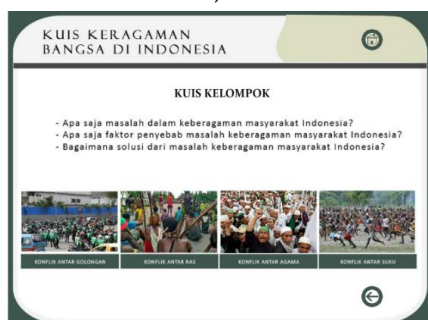 KUIS KERAGAMAN
BANGSA DI INDONESIA
KUIS KELOMPOK
- Apa saja masalah dalam keberagaman masyarakat Indonesia?
- Apa saja faktor penyebab masalah keberagaman masyarakat Indonesia?
- Bagaimana solusi dari masalah keberagaman masyarakat Indonesia?
KONFLIK ANTAR GOLONGAN
KONFLIK ANTAR RAS
KONFLIK ANTAR AGAMA
KONFLIK ANTAR SUKU